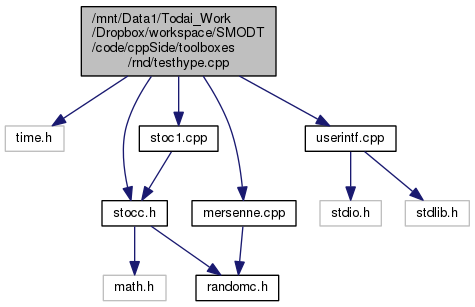 /mnt/Data1/Todai_Work
/Dropbox/workspace/SMODT
/code/cppSide/toolboxes
/rnd/testhype.cpp
time.h
stoc1.cpp
userintf.cpp
stocc.h
mersenne.cpp
stdio.h
stdlib.h
math.h
randomc.h